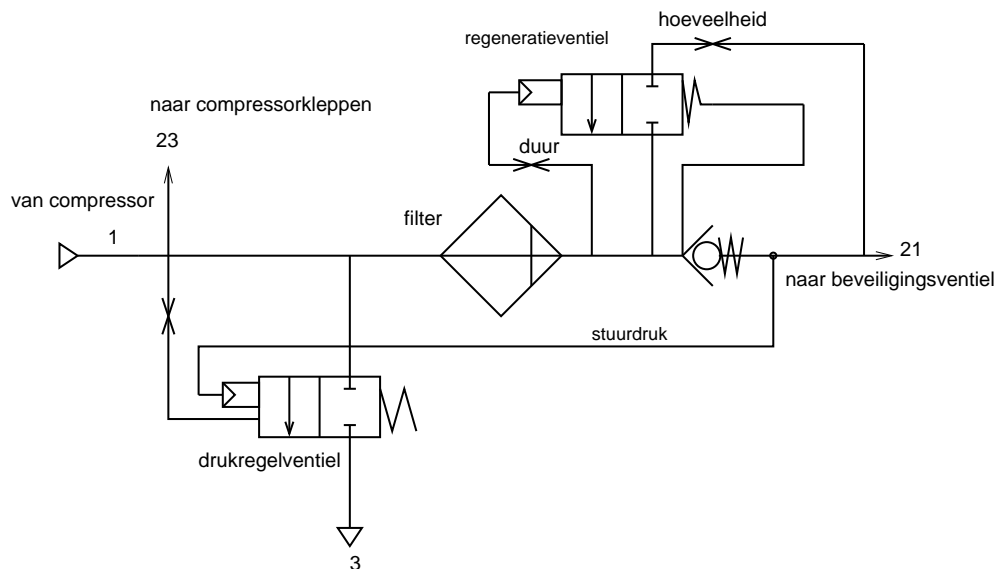 hoeveelheid
regeneratieventiel
naar compressorkleppen
23
duur
van compressor
filter
1
21
naar beveiligingsventiel
stuurdruk
drukregelventiel
3